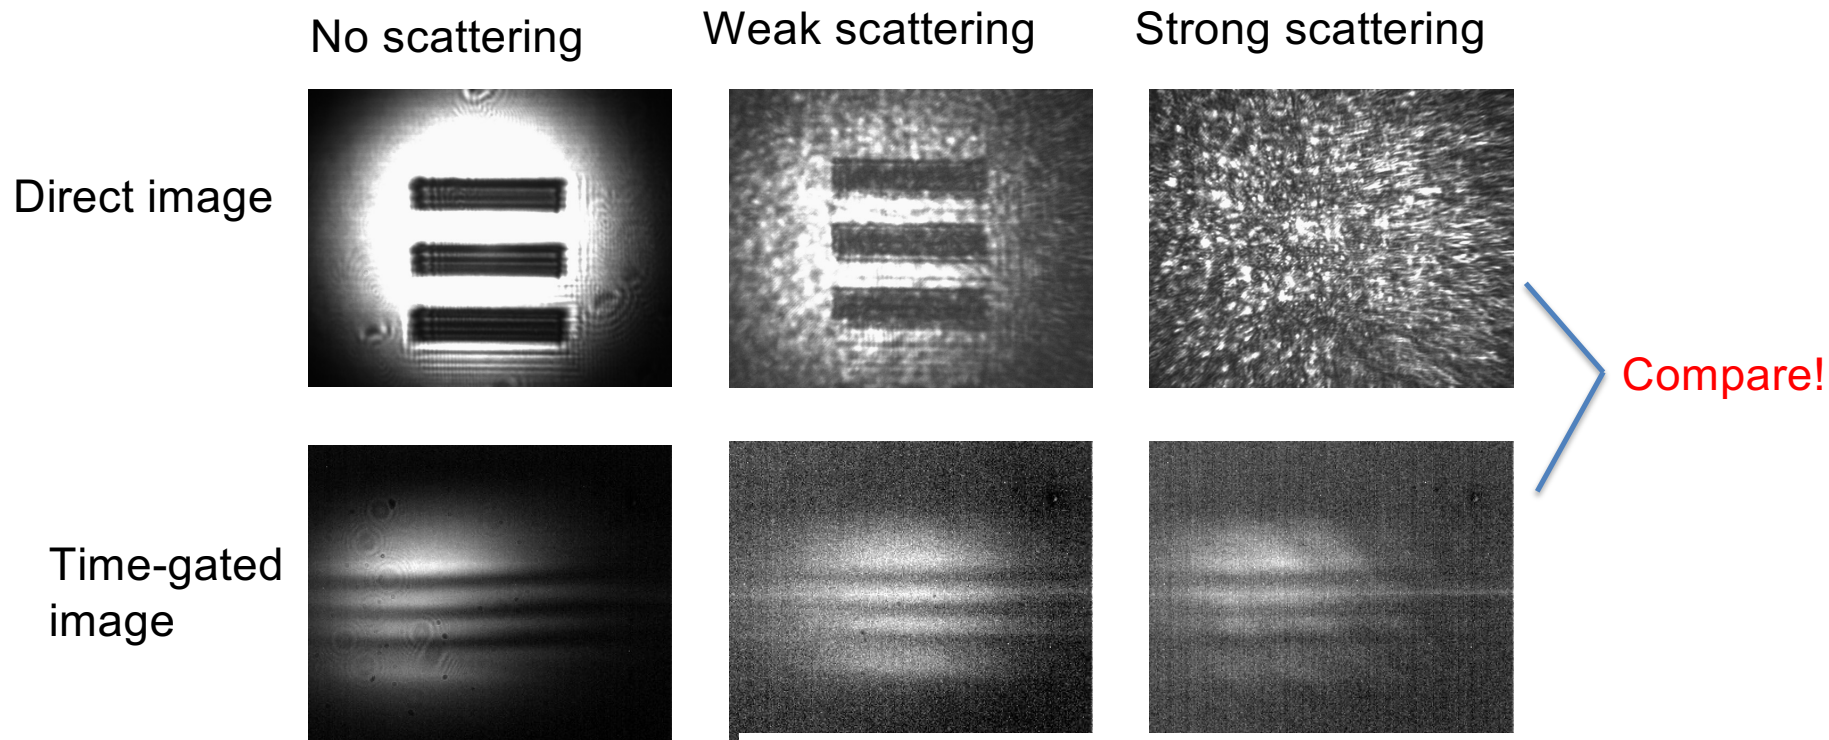 No scattering
Weak scattering
Strong scattering
Direct image
Compare!
Time-gated
image